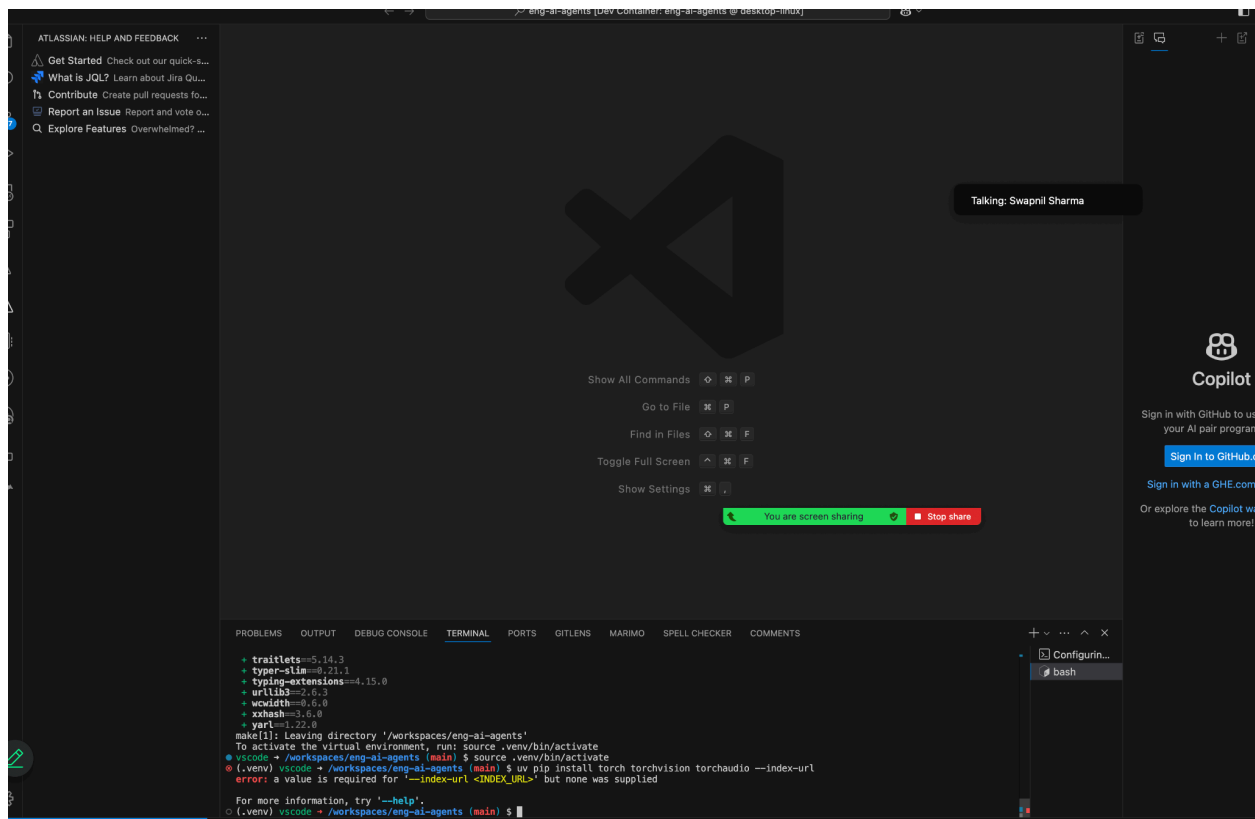 eng-ai-agents [Dev Container: eng-ai-agents @ desktop-linux]
ATLASSIAN: HELP AND FEEDBACK ...
Get Started Check out our quick-s...
What is JQL? Learn about Jira Qu...
Contribute Create pull requests fo...
Report an Issue Report and vote o...
Explore Features Overwhelmed? ...
7
Talking: Swapnil Sharma
Show All Commands ⇧ ⌘ P
Go to File ⌘ P
Find in Files ⇧ ⌘ F
Toggle Full Screen ^ ⌘ F
Show Settings ⌘ ,
You are screen sharing Stop share
Copilot
Sign in with GitHub to us
your AI pair program
Sign In to GitHub.c
Sign in with a GHE.com
Or explore the Copilot wa
to learn more!
PROBLEMS OUTPUT DEBUG CONSOLE TERMINAL PORTS GITLENS MARIMO SPELL CHECKER COMMENTS
Configurin...
bash
+ traitlets==5.14.3
+ typer-slim==0.21.1
+ typing-extensions==4.15.0
+ urllib3==2.6.3
+ wcwidth==0.6.0
+ xxhash==3.6.0
+ yarl==1.22.0
make[1]: Leaving directory '/workspaces/eng-ai-agents'
To activate the virtual environment, run: source .venv/bin/activate
vscode → /workspaces/eng-ai-agents (main) $ source .venv/bin/activate
(.venv) vscode → /workspaces/eng-ai-agents (main) $ uv pip install torch torchvision torchaudio --index-url
error: a value is required for '--index-url <INDEX_URL>' but none was supplied
For more information, try '--help'.
(.venv) vscode → /workspaces/eng-ai-agents (main) $